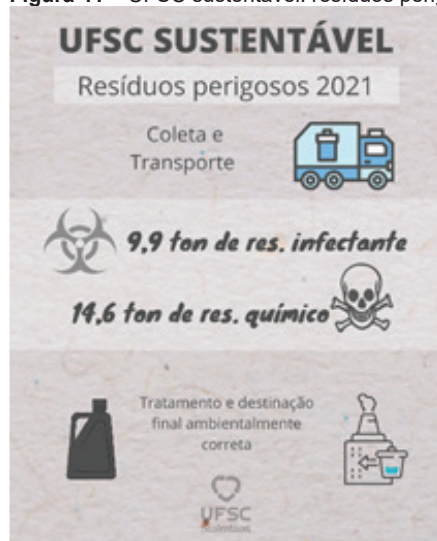 UFSC SUSTENTÁVEL
Resíduos perigosos 2021
Coleta e
Transporte
9,9 ton de res. infectante
14,6 ton de res. químico
Tratamento e destinação
final ambientalmente
correta
UFSC
Sustentável